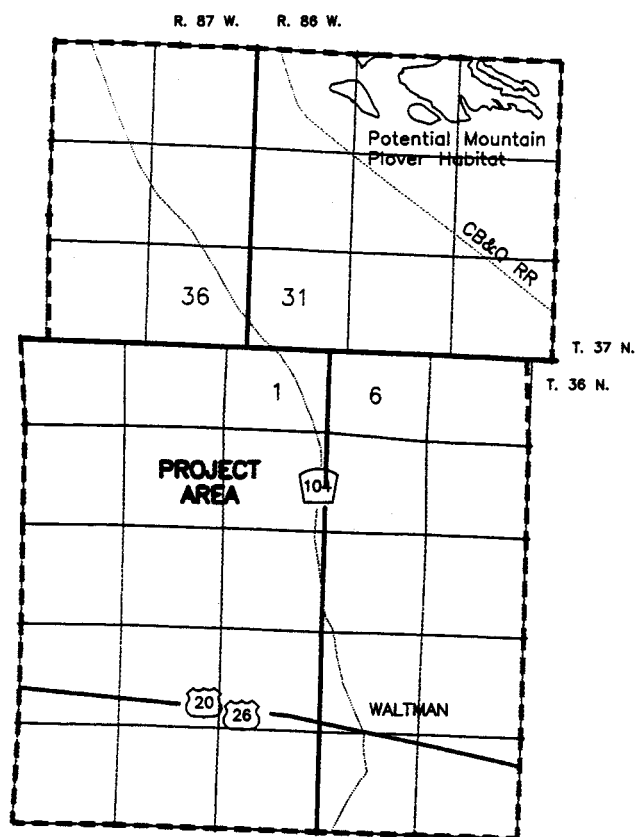 R. 87 W. R. 86 W.
Potential Mountain
Plover Habitat
CB&Q RR
36 31
T. 37 N.
T. 36 N.
1 6
PROJECT
AREA
104
20
26
WALTMAN